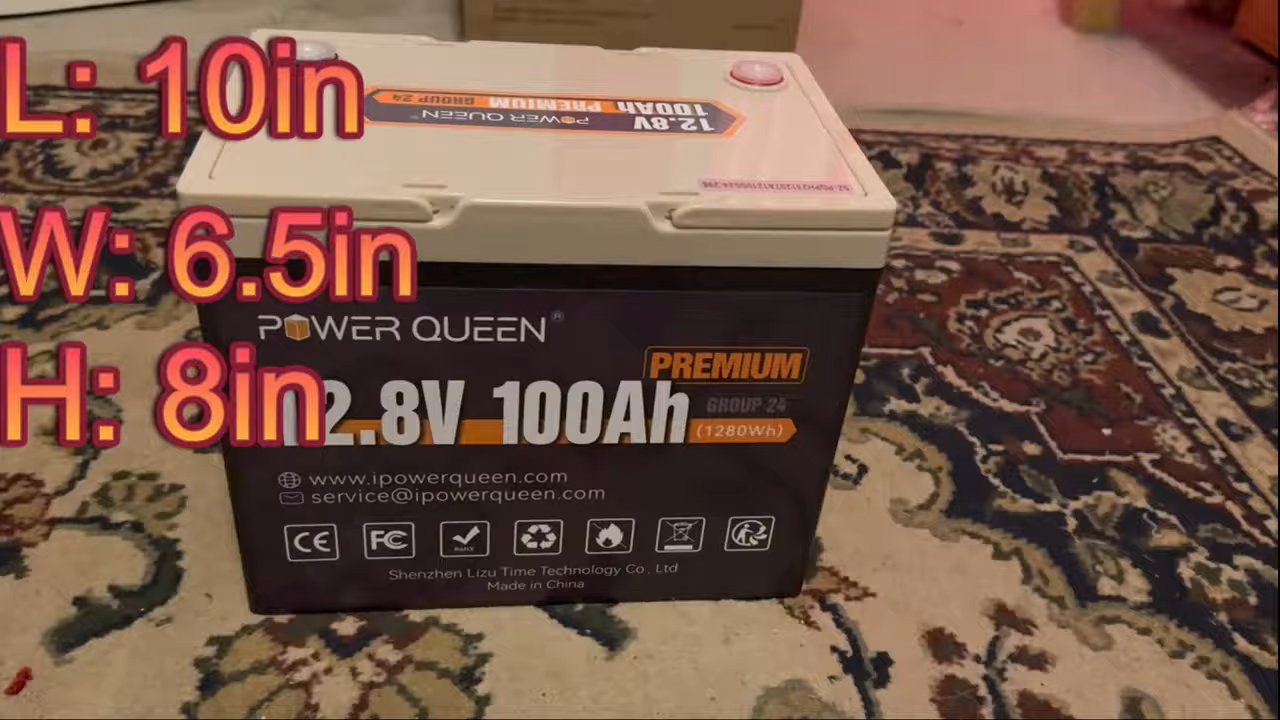 L: 10in
W: 6.5in
H: 8in
12.8V
100Ah
POWER QUEEN®
PREMIUM
GROUP 24
POWER QUEEN®
PREMIUM
12.8V 100Ah
GROUP 24
(1280Wh)
www.ipowerqueen.com
service@ipowerqueen.com
CE
FC
RoHS
Shenzhen Lizu Time Technology Co., Ltd
Made in China